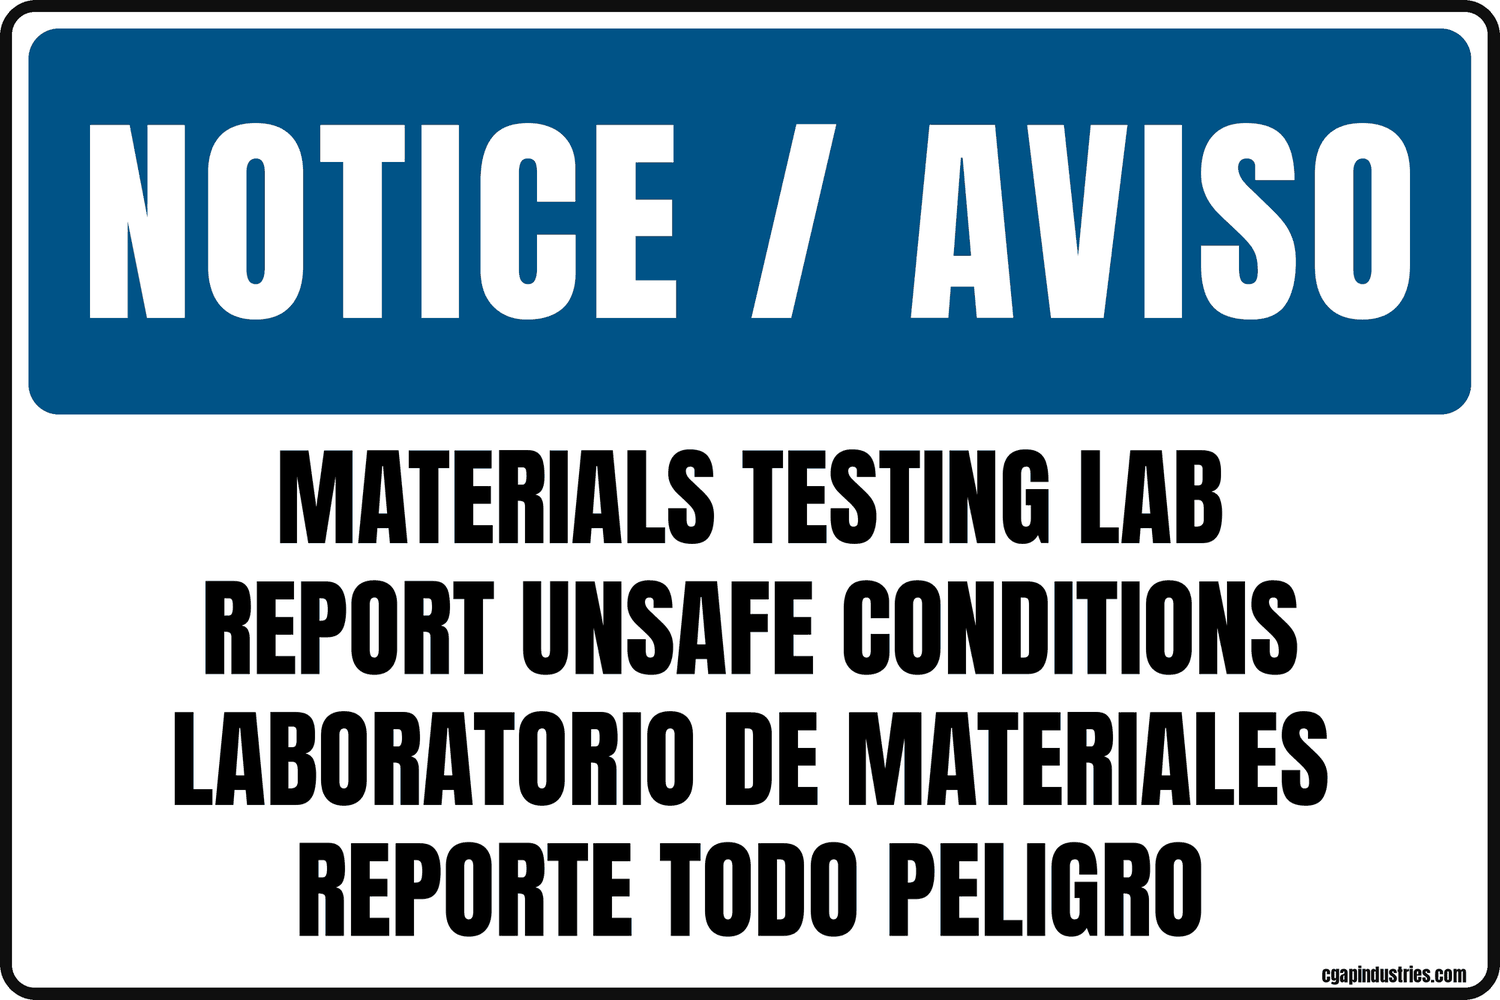 NOTICE / AVISO
MATERIALS TESTING LAB
REPORT UNSAFE CONDITIONS
LABORATORIO DE MATERIALES
REPORTE TODO PELIGRO
cgapindustries.com